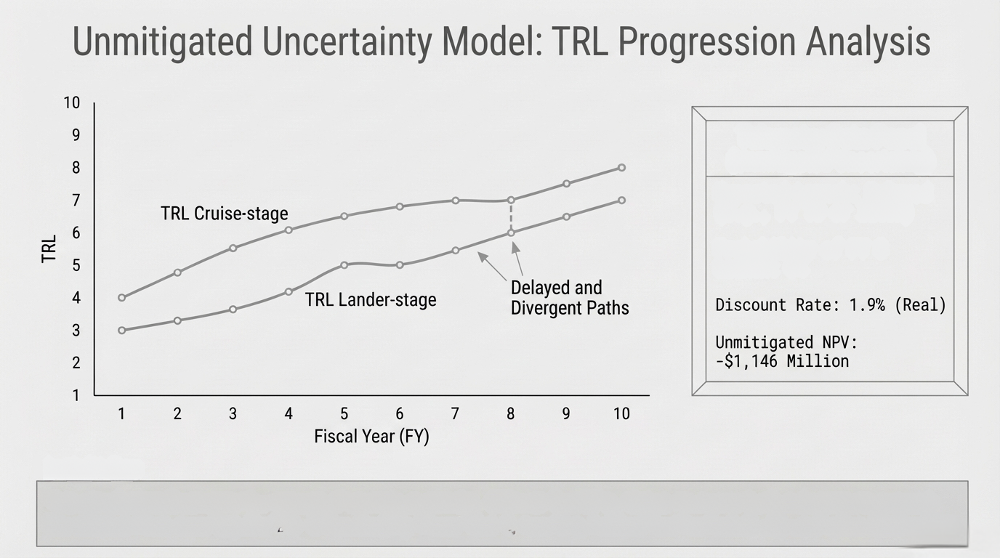 Unmitigated Uncertainty Model: TRL Progression Analysis
10
9
8
7
6
5
4
3
2
1
TRL
TRL Cruise-stage
TRL Lander-stage
Delayed and
Divergent Paths
1 2 3 4 5 6 7 8 9 10
Fiscal Year (FY)
Discount Rate: 1.9% (Real)
Unmitigated NPV:
-$1,146 Million